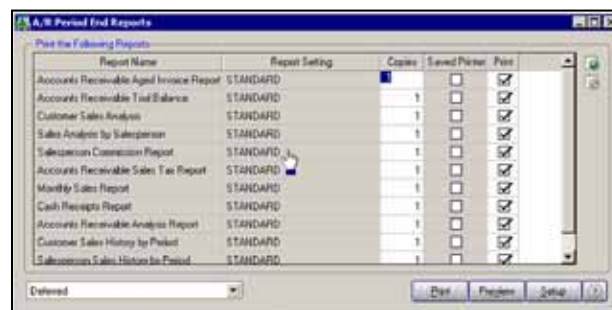 A/R Period End Reports
Print the Following Reports
Report Name Report Setting Copies Saved Printer Print
Accounts Receivable Aged Invoice Report STANDARD 1
Accounts Receivable Trial Balance STANDARD 1
Customer Sales Analysis STANDARD 1
Sales Analysis by Salesperson STANDARD 1
Salesperson Commission Report STANDARD 1
Accounts Receivable Sales Tax Report STANDARD 1
Monthly Sales Report STANDARD 1
Cash Receipts Report STANDARD 1
Accounts Receivable Analysis Report STANDARD 1
Customer Sales History by Period STANDARD 1
Salesperson Sales History by Period STANDARD 1
Deferred Print Preview Setup ?